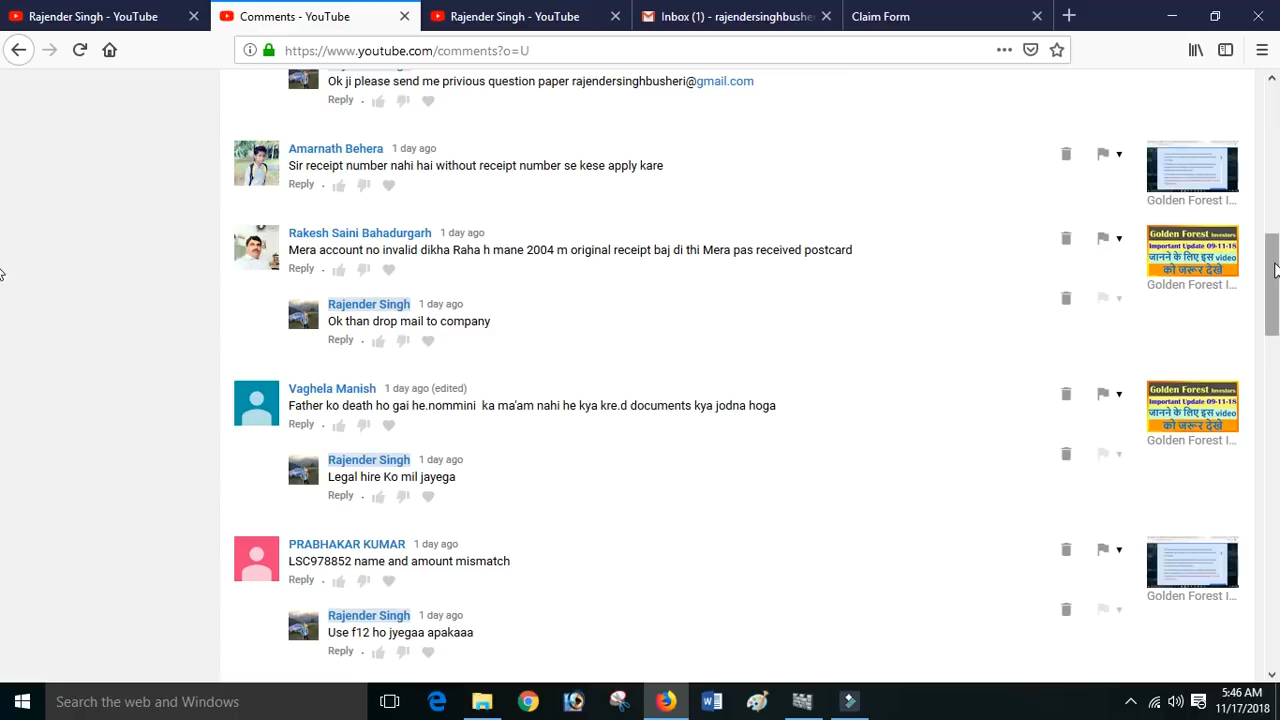 Rajender Singh - YouTube
Comments - YouTube
Rajender Singh - YouTube
Inbox (1) - rajendersinghbushe
Claim Form
https://www.youtube.com/comments?o=U
Ok ji please send me privious question paper rajendersinghbusheri@gmail.com
Reply
Amarnath Behera 1 day ago
Sir receipt number nahi hai without receipt number se kese apply kare
Reply
Golden Forest I...
Rakesh Saini Bahadurgarh 1 day ago
Mera account no invalid dikha Raha h mane 2004 m original receipt baj di thi Mera pas received postcard
Reply
Golden Forest Investors
Important Update 09-11-18
जानने के लिए इस video
को जरूर देखे
Golden Forest I...
Rajender Singh 1 day ago
Ok than drop mail to company
Reply
Vaghela Manish 1 day ago (edited)
Father ko death ho gai he.nommini ka ma'am nahi he kya kre.d documents kya jodna hoga
Reply
Golden Forest Investors
Important Update 09-11-18
जानने के लिए इस video
को जरूर देखे
Golden Forest I...
Rajender Singh 1 day ago
Legal hire Ko mil jayega
Reply
PRABHAKAR KUMAR 1 day ago
LSC978852 name and amount mismatch
Reply
Golden Forest I...
Rajender Singh 1 day ago
Use f12 ho jyegaa apakaaa
Reply
Search the web and Windows
5:46 AM
11/17/2018